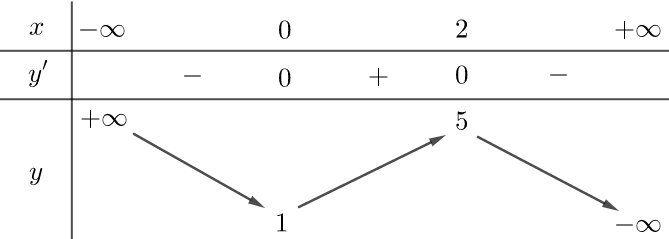 x −∞ 0 2 +∞
y′ − 0 + 0 −
+∞ 5
y
1 −∞